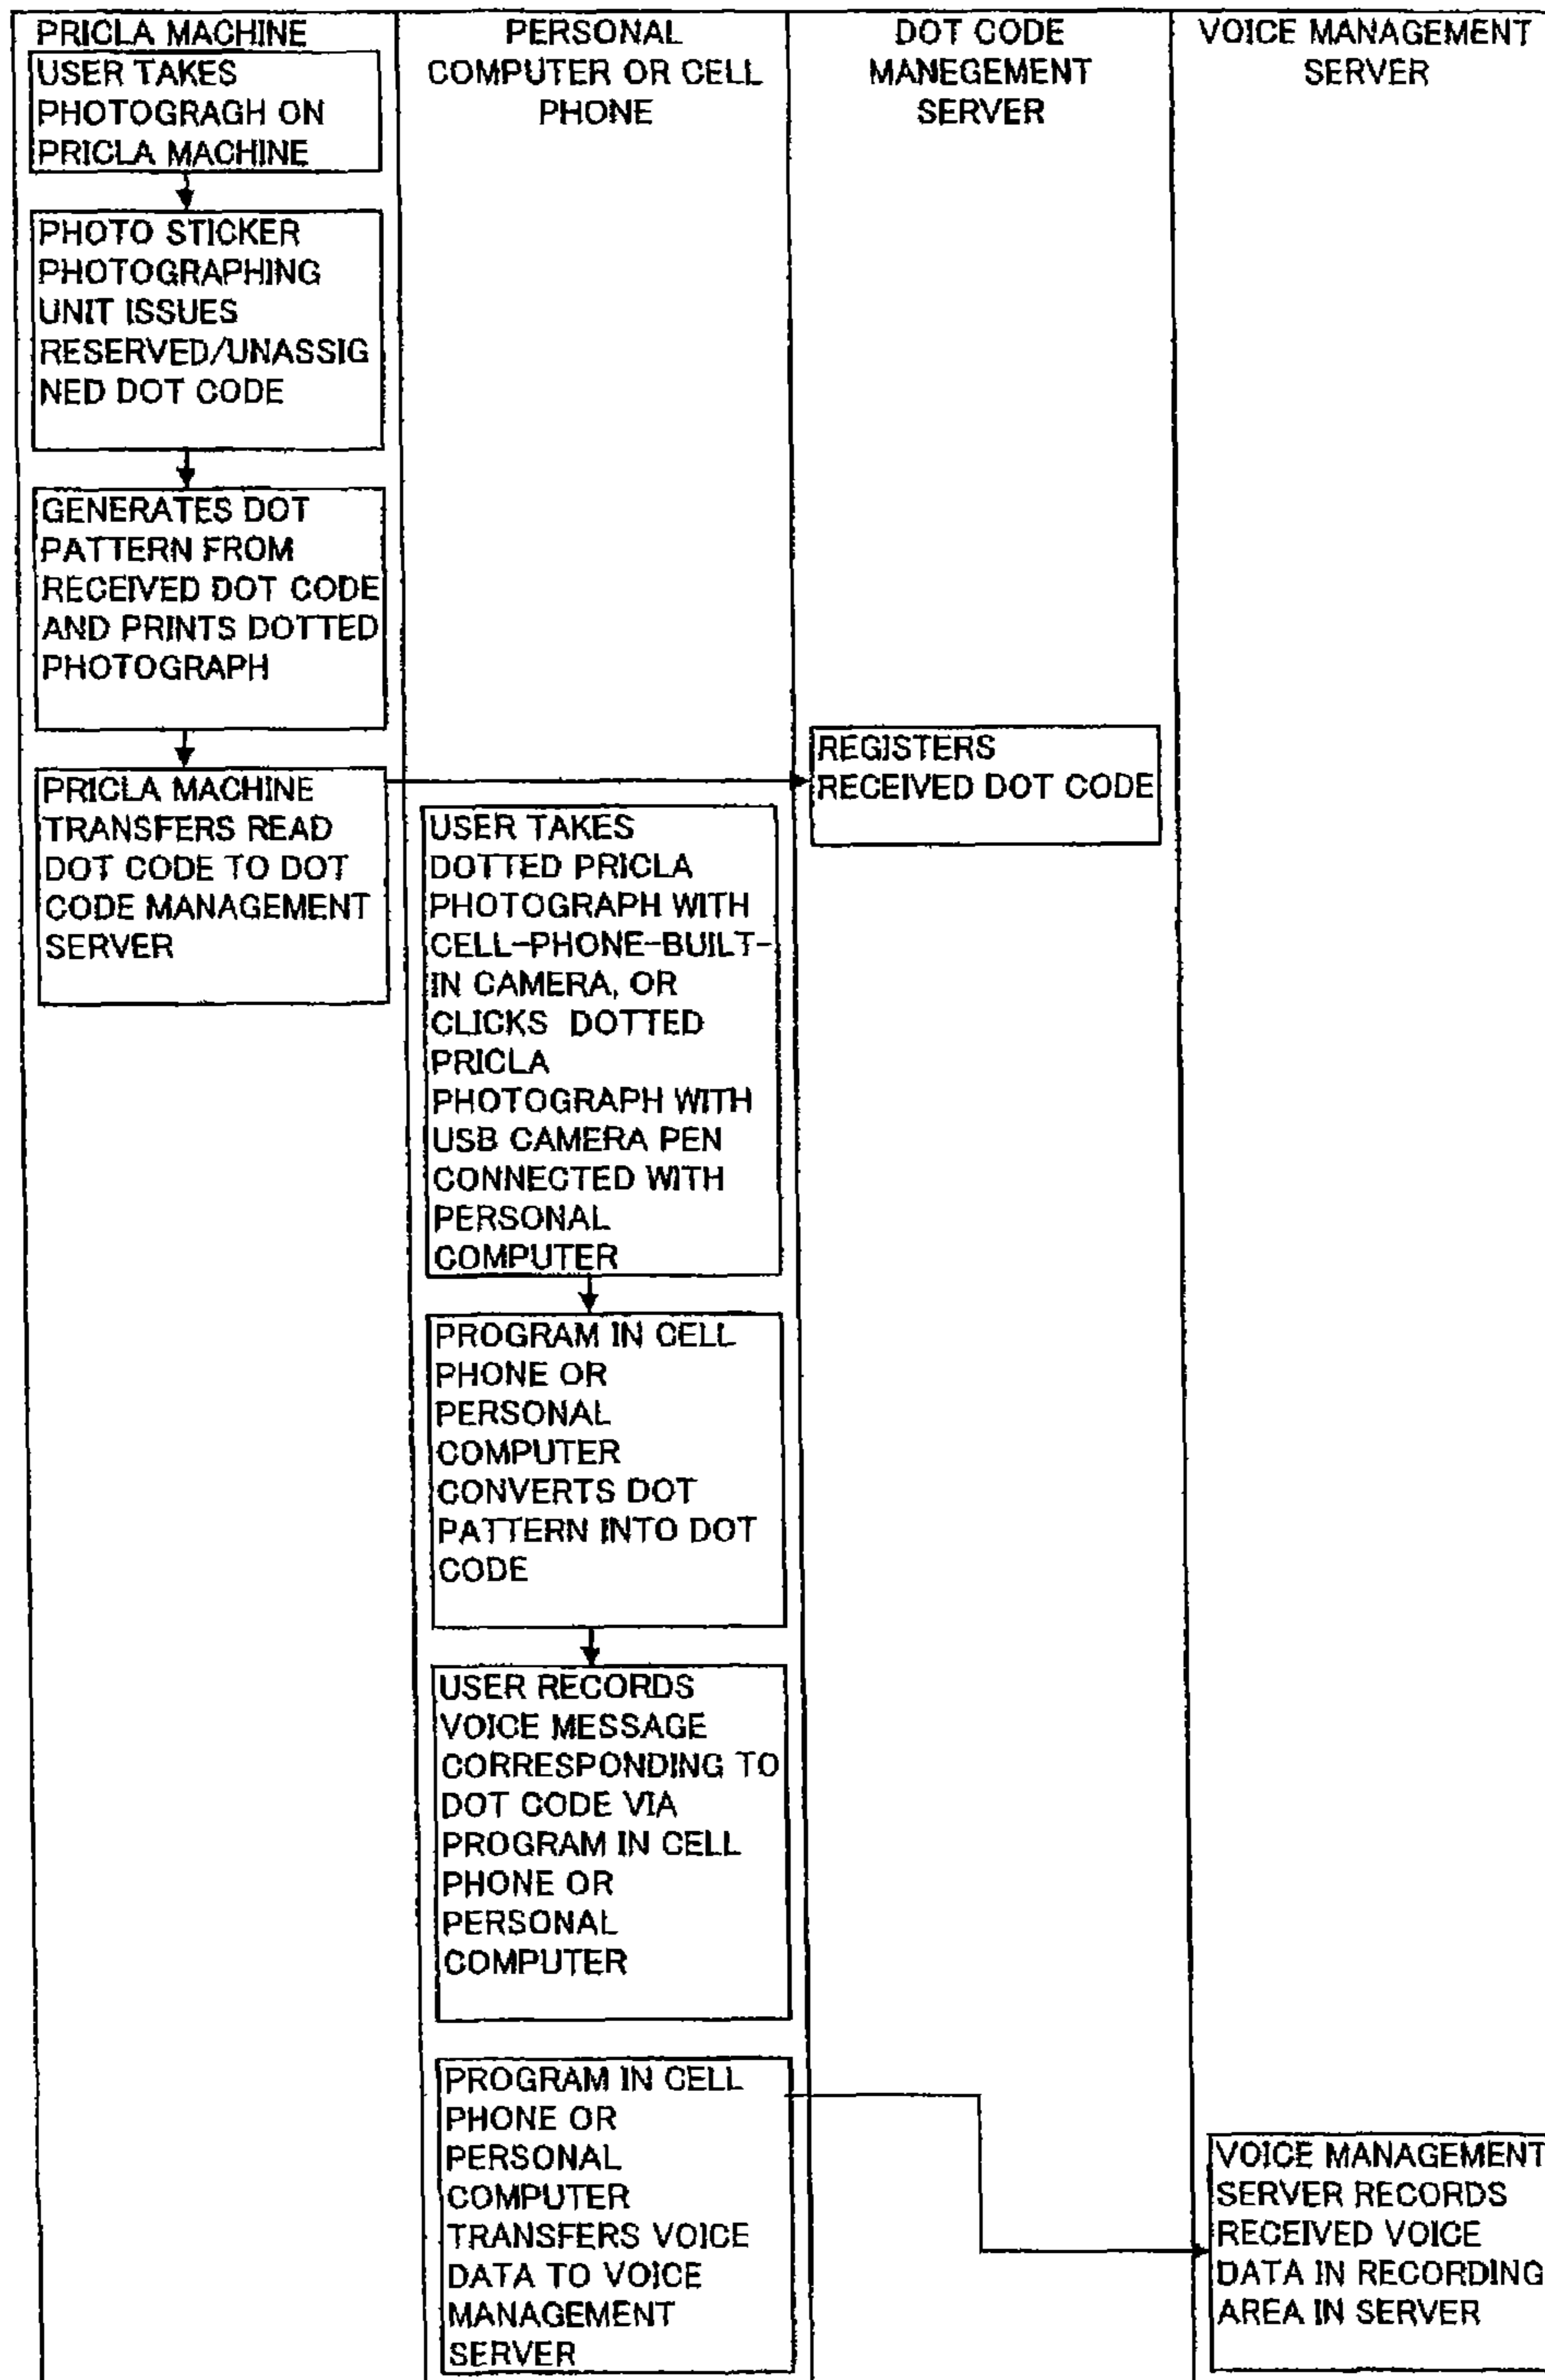 PRICLA MACHINE
USER TAKES
PHOTOGRAGH ON
PRICLA MACHINE
PHOTO STICKER
PHOTOGRAPHING
UNIT ISSUES
RESERVED/UNASSIG
NED DOT CODE
GENERATES DOT
PATTERN FROM
RECEIVED DOT CODE
AND PRINTS DOTTED
PHOTOGRAPH
PRICLA MACHINE
TRANSFERS READ
DOT CODE TO DOT
CODE MANAGEMENT
SERVER
PERSONAL
COMPUTER OR CELL
PHONE
USER TAKES
DOTTED PRICLA
PHOTOGRAPH WITH
CELL-PHONE-BUILT-
IN CAMERA, OR
CLICKS DOTTED
PRICLA
PHOTOGRAPH WITH
USB CAMERA PEN
CONNECTED WITH
PERSONAL
COMPUTER
PROGRAM IN CELL
PHONE OR
PERSONAL
COMPUTER
CONVERTS DOT
PATTERN INTO DOT
CODE
USER RECORDS
VOICE MESSAGE
CORRESPONDING TO
DOT CODE VIA
PROGRAM IN CELL
PHONE OR
PERSONAL
COMPUTER
PROGRAM IN CELL
PHONE OR
PERSONAL
COMPUTER
TRANSFERS VOICE
DATA TO VOICE
MANAGEMENT
SERVER
DOT CODE
MANEGEMENT
SERVER
REGISTERS
RECEIVED DOT CODE
VOICE MANAGEMENT
SERVER
VOICE MANAGEMENT
SERVER RECORDS
RECEIVED VOICE
DATA IN RECORDING
AREA IN SERVER